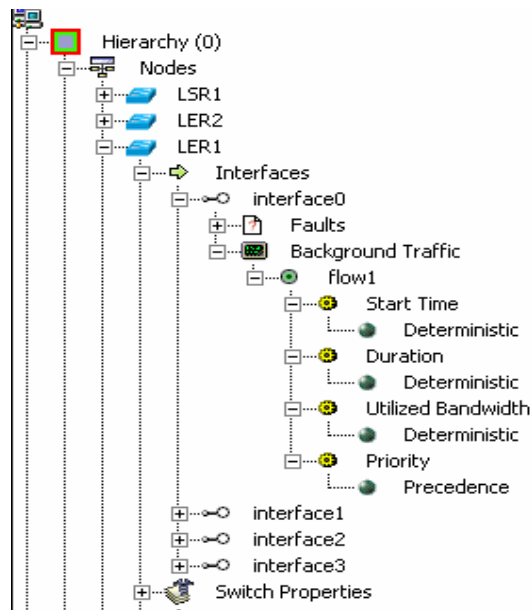 Hierarchy (0)
Nodes
LSR1
LER2
LER1
Interfaces
interface0
Faults
Background Traffic
flow1
Start Time
Deterministic
Duration
Deterministic
Utilized Bandwidth
Deterministic
Priority
Precedence
interface1
interface2
interface3
Switch Properties